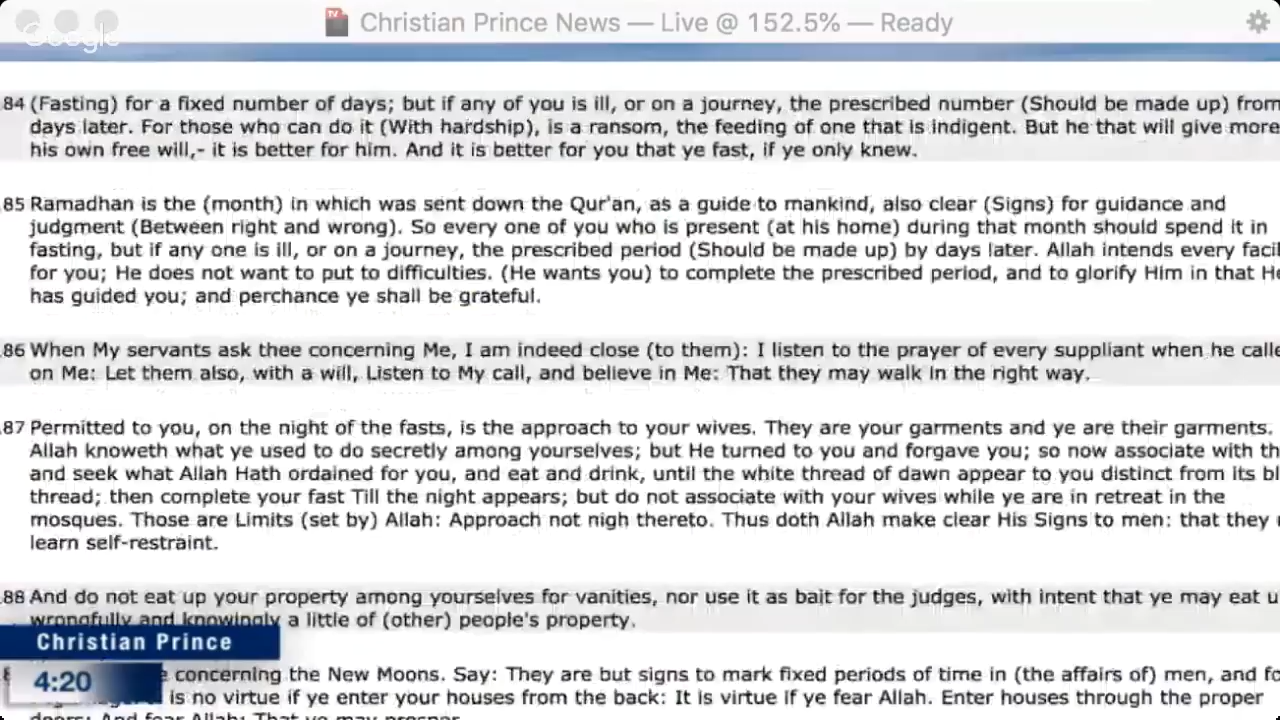 Christian Prince News — Live @ 152.5% — Ready
Google
84 (Fasting) for a fixed number of days; but if any of you is ill, or on a journey, the prescribed number (Should be made up) from
days later. For those who can do it (With hardship), is a ransom, the feeding of one that is indigent. But he that will give more
his own free will,- it is better for him. And it is better for you that ye fast, if ye only knew.
85 Ramadhan is the (month) in which was sent down the Qur'an, as a guide to mankind, also clear (Signs) for guidance and
judgment (Between right and wrong). So every one of you who is present (at his home) during that month should spend it in
fasting, but if any one is ill, or on a journey, the prescribed period (Should be made up) by days later. Allah intends every facil
for you; He does not want to put to difficulties. (He wants you) to complete the prescribed period, and to glorify Him in that He
has guided you; and perchance ye shall be grateful.
86 When My servants ask thee concerning Me, I am indeed close (to them): I listen to the prayer of every suppliant when he calle
on Me: Let them also, with a will, Listen to My call, and believe in Me: That they may walk in the right way.
87 Permitted to you, on the night of the fasts, is the approach to your wives. They are your garments and ye are their garments.
Allah knoweth what ye used to do secretly among yourselves; but He turned to you and forgave you; so now associate with th
and seek what Allah Hath ordained for you, and eat and drink, until the white thread of dawn appear to you distinct from its bl
thread; then complete your fast Till the night appears; but do not associate with your wives while ye are in retreat in the
mosques. Those are Limits (set by) Allah: Approach not nigh thereto. Thus doth Allah make clear His Signs to men: that they
learn self-restraint.
88 And do not eat up your property among yourselves for vanities, nor use it as bait for the judges, with intent that ye may eat u
wrongfully and knowingly a little of (other) people's property.
Christian Prince
concerning the New Moons. Say: They are but signs to mark fixed periods of time in (the affairs of) men, and fo
4:20
is no virtue if ye enter your houses from the back: It is virtue if ye fear Allah. Enter houses through the proper
doors: And fear Allah: That ye may prosper